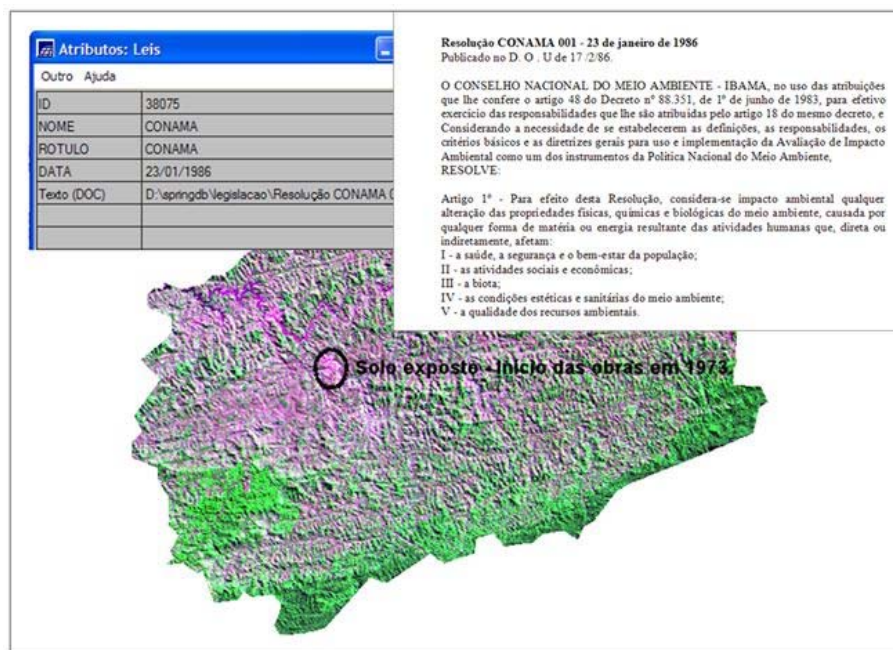 Atributos: Leis
Outro Ajuda
ID 38075
NOME CONAMA
ROTULO CONAMA
DATA 23/01/1986
Texto (DOC) D:\springdb\legislacao\Resolução CONAMA 0
Resolução CONAMA 001 - 23 de janeiro de 1986
Publicado no D. O . U de 17 /2/86.
O CONSELHO NACIONAL DO MEIO AMBIENTE - IBAMA, no uso das atribuições
que lhe confere o artigo 48 do Decreto nº 88.351, de 1º de junho de 1983, para efetivo
exercício das responsabilidades que lhe são atribuídas pelo artigo 18 do mesmo decreto, e
Considerando a necessidade de se estabelecerem as definições, as responsabilidades, os
critérios básicos e as diretrizes gerais para uso e implementação da Avaliação de Impacto
Ambiental como um dos instrumentos da Política Nacional do Meio Ambiente,
RESOLVE:
Artigo 1º - Para efeito desta Resolução, considera-se impacto ambiental qualquer
alteração das propriedades físicas, químicas e biológicas do meio ambiente, causada por
qualquer forma de matéria ou energia resultante das atividades humanas que, direta ou
indiretamente, afetam:
I - a saúde, a segurança e o bem-estar da população;
II - as atividades sociais e econômicas;
III - a biota;
IV - as condições estéticas e sanitárias do meio ambiente;
V - a qualidade dos recursos ambientais.
Solo exposto - Inicio das obras em 1973